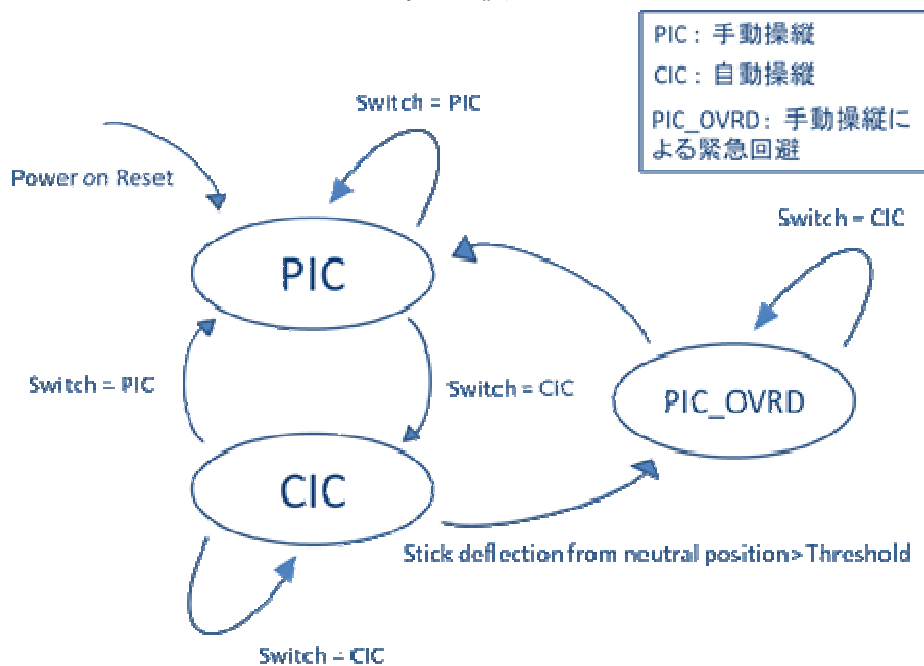 PIC : 手動操縦
CIC : 自動操縦
PIC_OVRD : 手動操縦に
よる緊急回避
Switch = PIC
Power on Reset
Switch = CIC
PIC
Switch = PIC
Switch = CIC
PIC_OVRD
CIC
Stick deflection from neutral position> Threshold
Switch = CIC